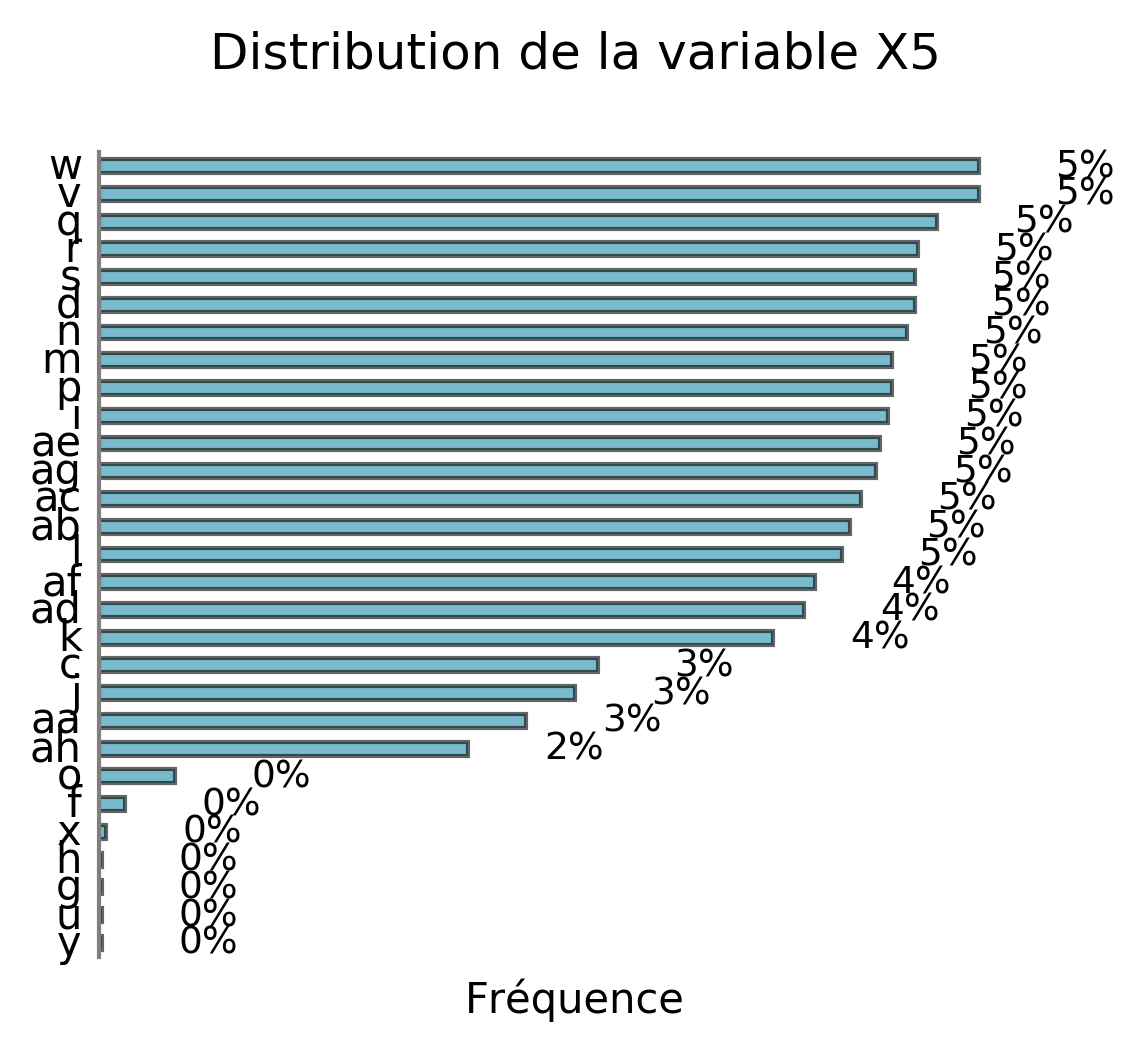 Distribution de la variable X5
w 5%
v 5%
q 5%
r 5%
s 5%
d 5%
n 5%
m 5%
p 5%
i 5%
ae 5%
ag 5%
ac 5%
ab 5%
l 5%
af 4%
ad 4%
k 4%
c 3%
j 3%
aa 3%
ah 2%
o 0%
f 0%
x 0%
h 0%
g 0%
u 0%
y 0%
Fréquence